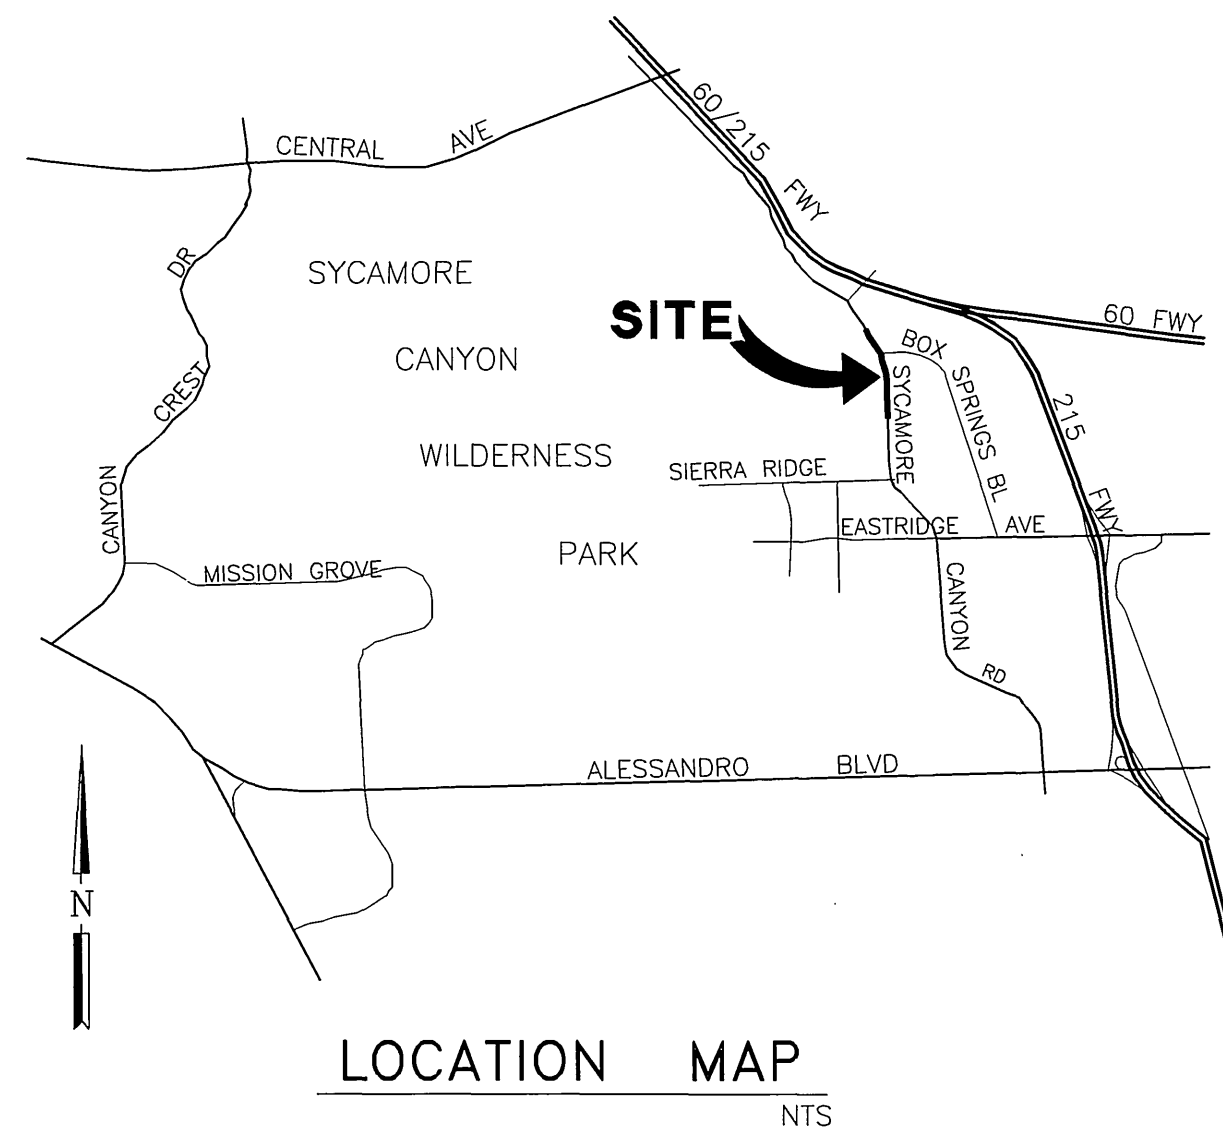 60/215
FWY
CENTRAL AVE
DR
SYCAMORE
SITE
60 FWY
BOX SPRINGS BL
CANYON
CREST
SYCAMORE
215
WILDERNESS
SIERRA RIDGE
CANYON
FWY
EASTRIDGE AVE
PARK
MISSION GROVE
CANYON
RD
ALESSANDRO BLVD
N
LOCATION MAP
NTS